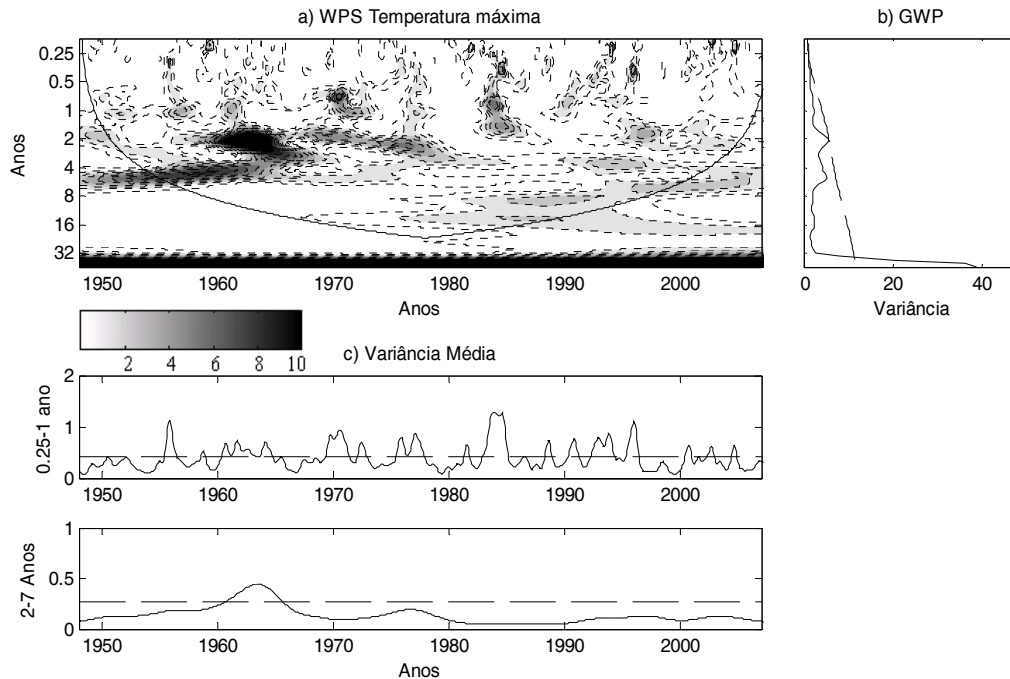 a) WPS Temperatura máxima
b) GWP
0.25
0.5
1
2
4
8
16
32
Anos
1950 1960 1970 1980 1990 2000
Anos
0 20 40
Variância
2 4 6 8 10
c) Variância Média
2
1
0
0.25-1 ano
1950 1960 1970 1980 1990 2000
1
0.5
0
2-7 Anos
1950 1960 1970 1980 1990 2000
Anos